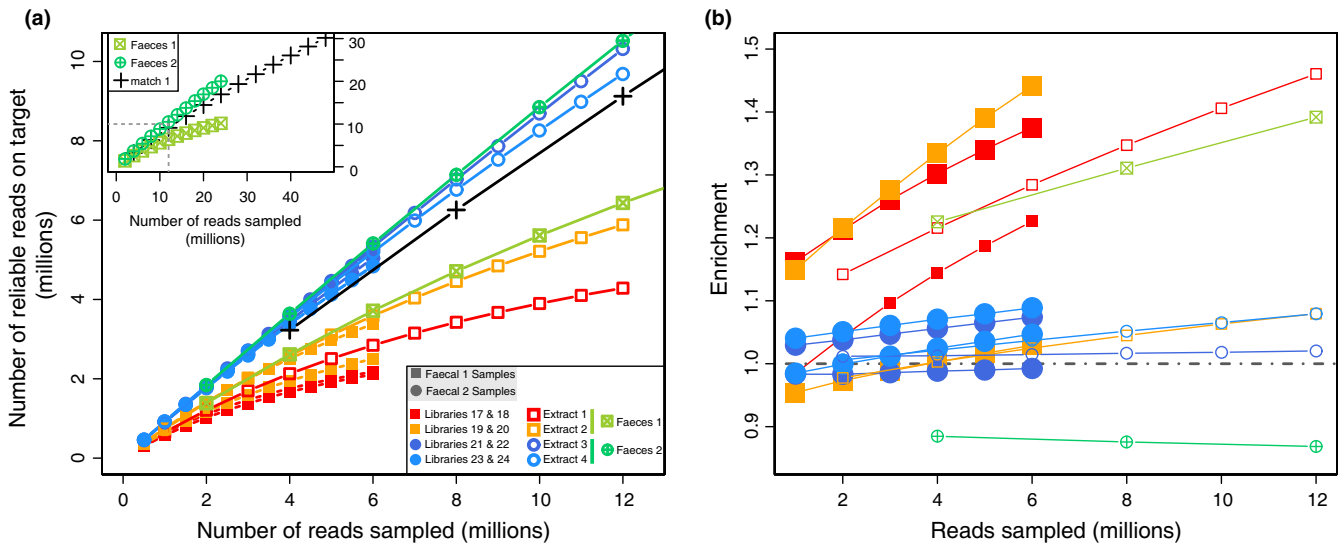 (a)
Number of reliable reads on target
(millions)
10
8
6
4
2
0
0
2
4
6
8
10
12
Number of reads sampled (millions)
Faeces 1
Faeces 2
match 1
30
20
10
0
0
10
20
30
40
Number of reads sampled
(millions)
Faecal 1 Samples
Faecal 2 Samples
Libraries 17 & 18
Extract 1
Libraries 19 & 20
Extract 2
Faeces 1
Libraries 21 & 22
Extract 3
Libraries 23 & 24
Extract 4
Faeces 2
(b)
Enrichment
1.5
1.4
1.3
1.2
1.1
1.0
0.9
2
4
6
8
10
12
Reads sampled (millions)